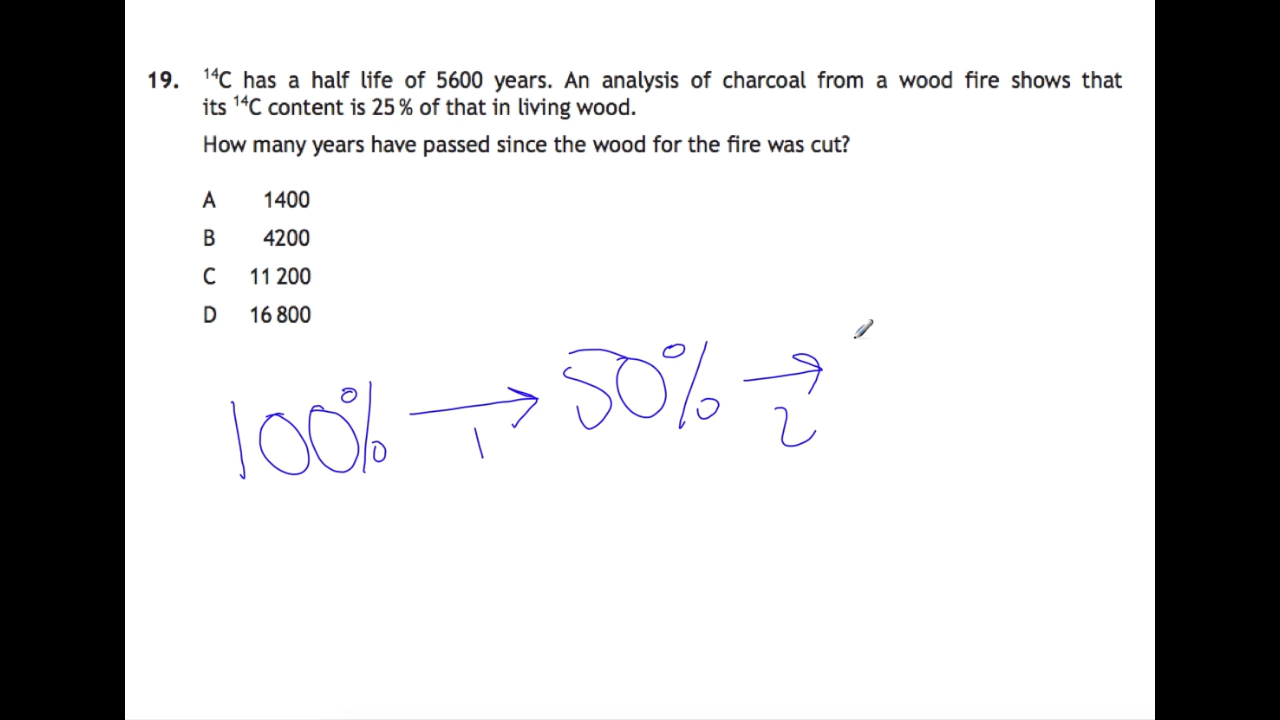 19. ¹⁴C has a half life of 5600 years. An analysis of charcoal from a wood fire shows that
its ¹⁴C content is 25% of that in living wood.
How many years have passed since the wood for the fire was cut?
A 1400
B 4200
C 11 200
D 16 800
100% → 50% →
1 2